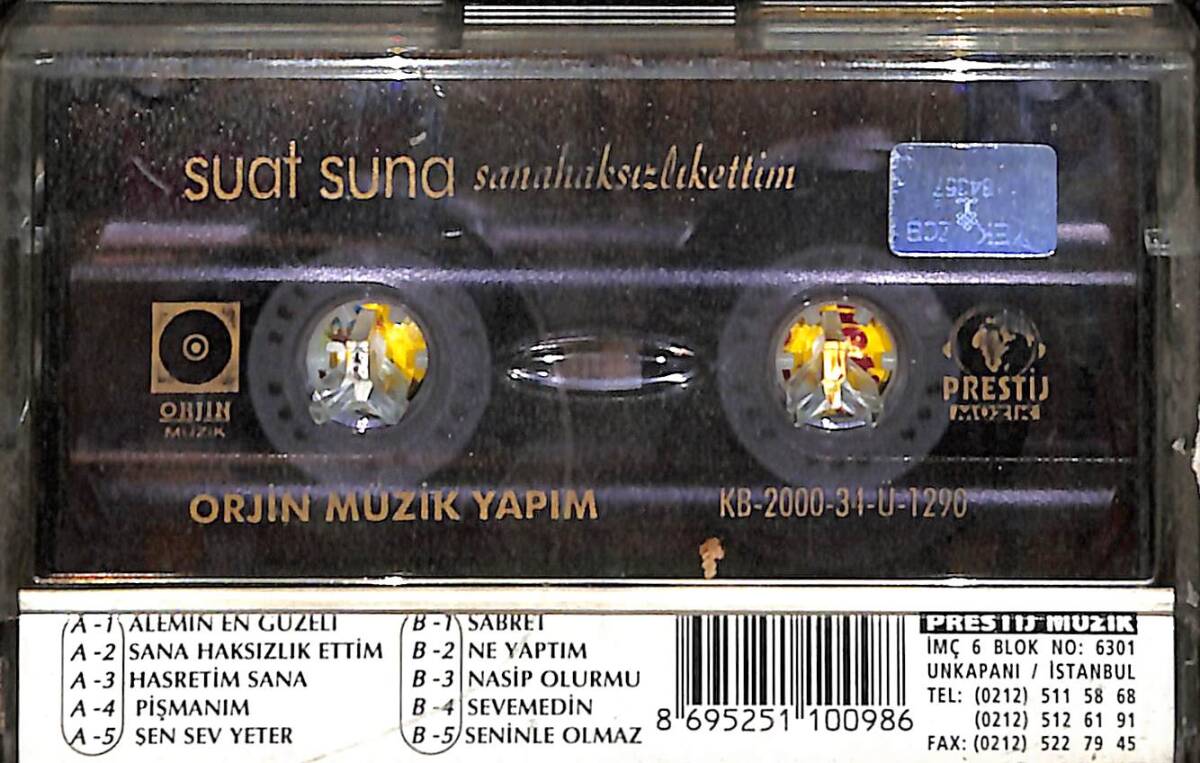 suat suna sanahaksızlıkettim
ORJİN
MÜZİK
PRESTİJ
MÜZİK
ORJİN MÜZİK YAPIM
KB-2000-34-Ü-1290
A -1 ALEMİN EN GÜZELİ
A -2 SANA HAKSIZLIK ETTİM
A -3 HASRETİM SANA
A -4 PİŞMANIM
A -5 ŞEN SEV YETER
B -1 SABRET
B -2 NE YAPTIM
B -3 NASİP OLURMU
B -4 SEVEMEDİN
B -5 SENİNLE OLMAZ
8 695251 100986
PRESTİJ MÜZİK
İMÇ 6 BLOK NO: 6301
UNKAPANI / İSTANBUL
TEL: (0212) 511 58 68
(0212) 512 61 91
FAX: (0212) 522 79 45